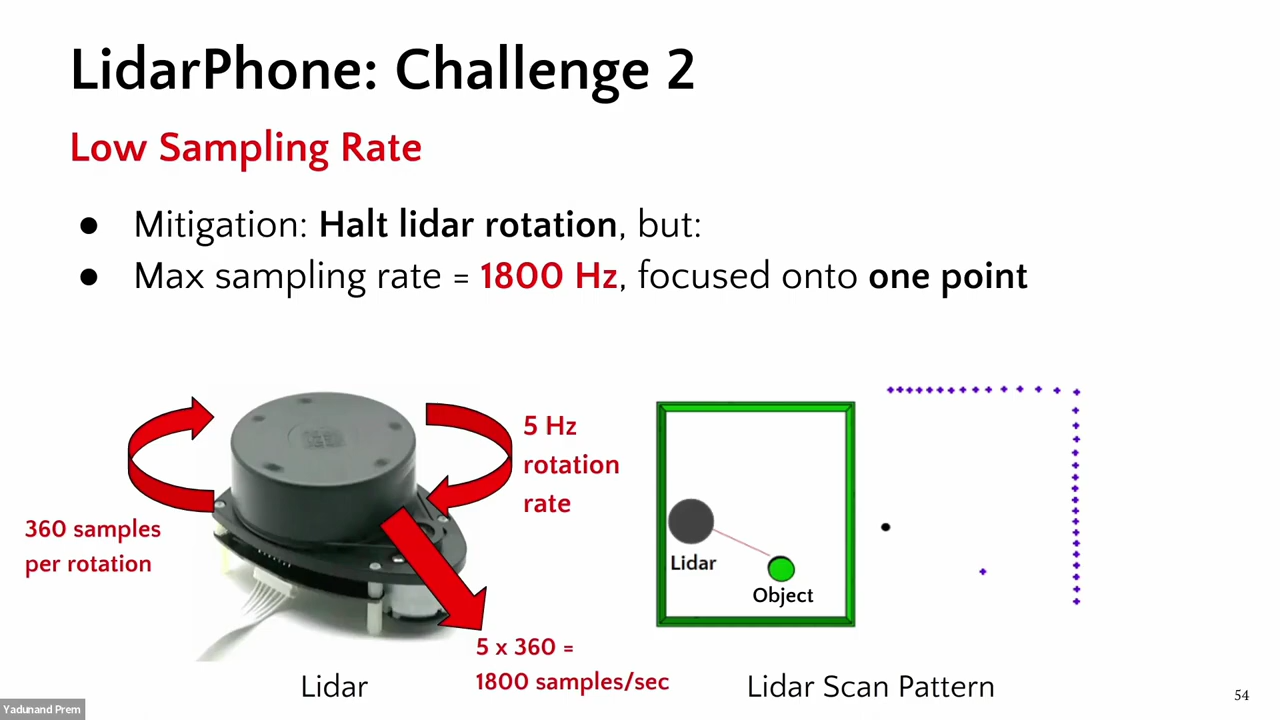 LidarPhone: Challenge 2
Low Sampling Rate
● Mitigation: Halt lidar rotation, but:
● Max sampling rate = 1800 Hz, focused onto one point
5 Hz
rotation
rate
360 samples
per rotation
5 x 360 =
1800 samples/sec
Lidar
Lidar
Object
Lidar Scan Pattern
54
Yadunand Prem